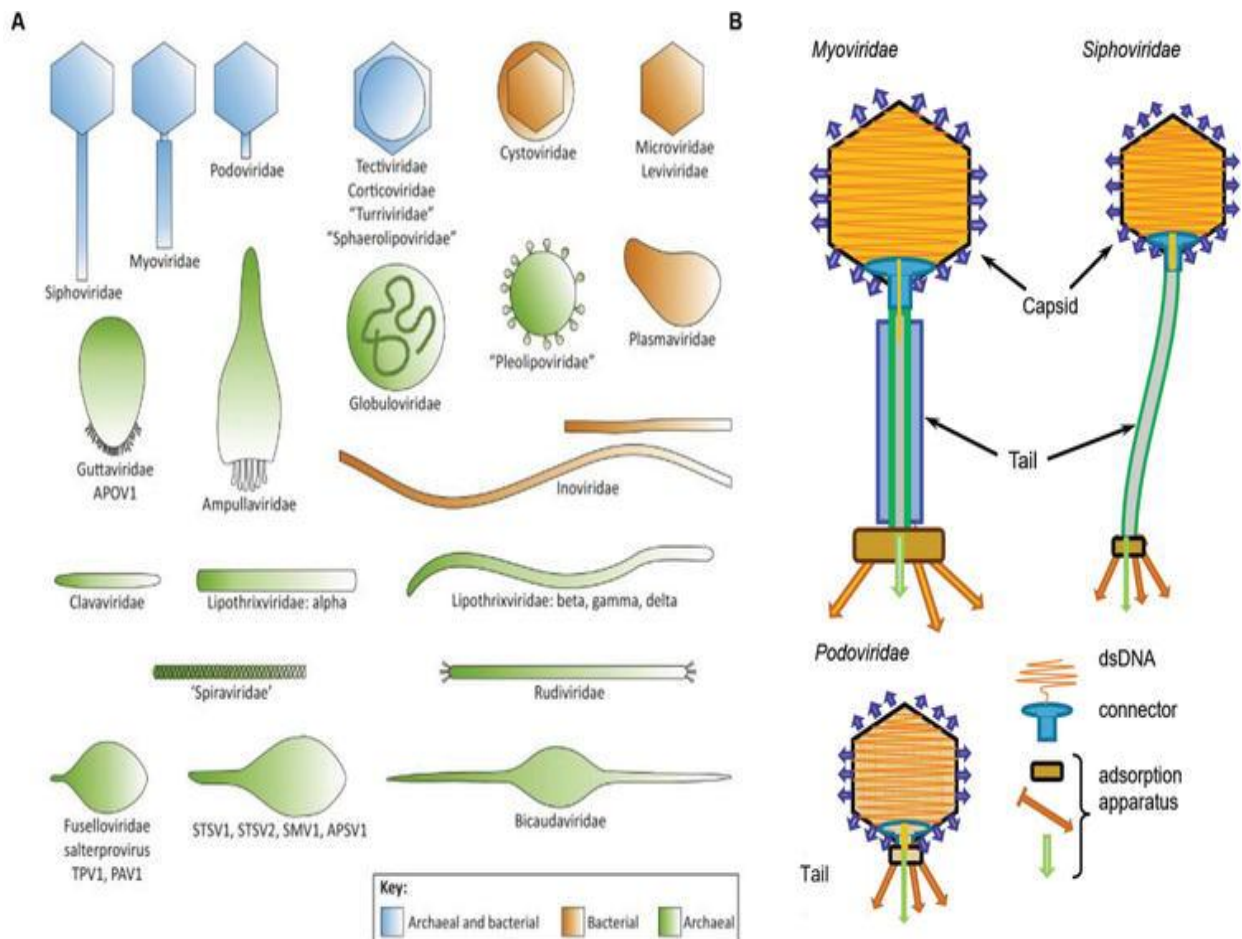 A
Siphoviridae
Myoviridae
Podoviridae
Tectiviridae
Corticoviridae
“Turriviridae”
“Sphaerolipoviridae”
Cystoviridae
Microviridae
Leviviridae
Guttaviridae
APOV1
Ampullaviridae
Globuloviridae
“Pleolipoviridae”
Plasmaviridae
Inoviridae
Clavaviridae
Lipothrixviridae: alpha
Lipothrixviridae: beta, gamma, delta
‘Spiraviridae’
Rudiviridae
Fuselloviridae
salterprovirus
TPV1, PAV1
STSV1, STSV2, SMV1, APSV1
Bicaudaviridae
Key:
Archaeal and bacterial
Bacterial
Archaeal
B
Myoviridae
Siphoviridae
Capsid
Tail
Podoviridae
Tail
dsDNA
connector
adsorption
apparatus